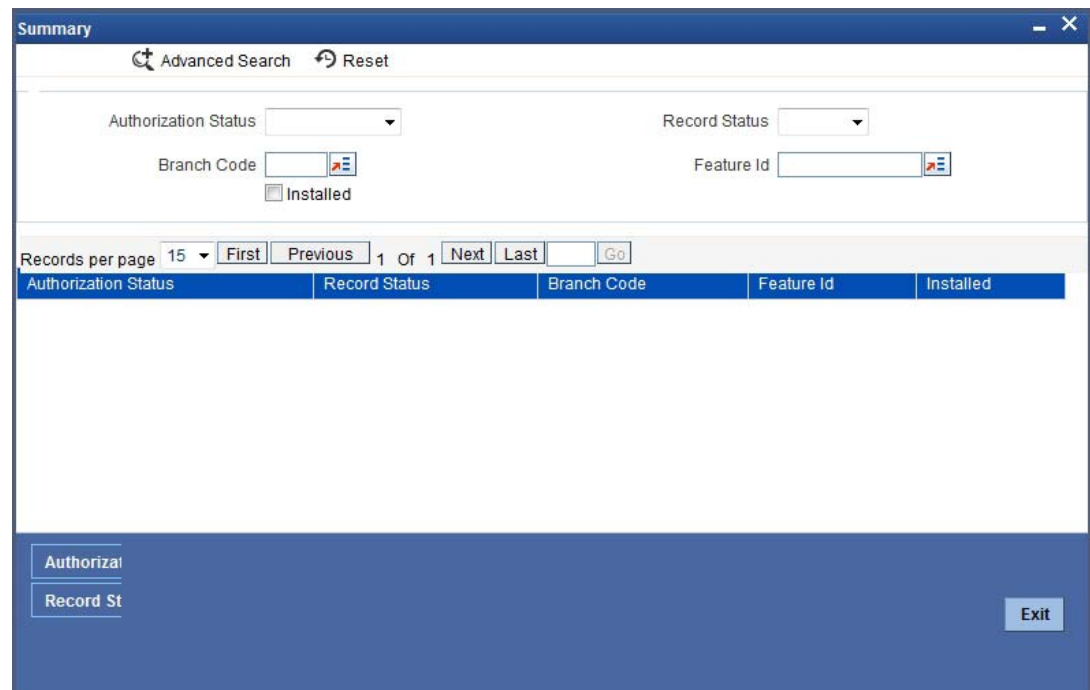 Summary
Advanced Search Reset
Authorization Status Record Status
Branch Code Feature Id
Installed
Records per page 15 First Previous 1 Of 1 Next Last Go
Authorization Status Record Status Branch Code Feature Id Installed
Authorizat
Record St
Exit